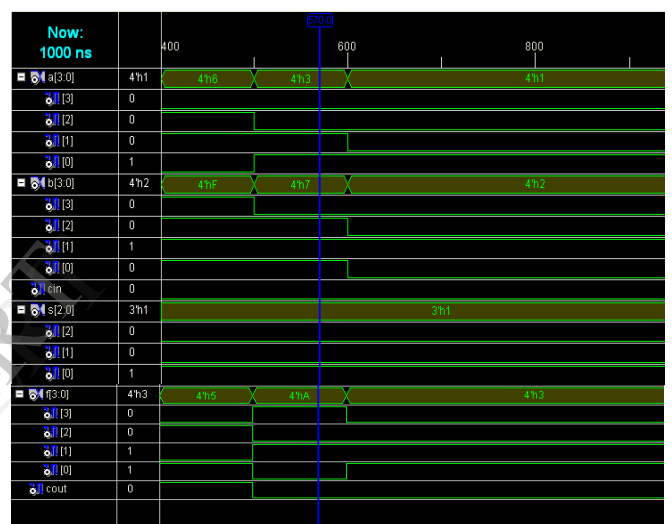 570.0
Now:
1000 ns
400 600 800
a[3:0] 4'h1 4'h6 4'h3 4'h1
[3] 0
[2] 0
[1] 0
[0] 1
b[3:0] 4'h2 4'hF 4'h7 4'h2
[3] 0
[2] 0
[1] 1
[0] 0
cin 0
s[2:0] 3'h1 3'h1
[2] 0
[1] 0
[0] 1
f[3:0] 4'h3 4'h5 4'hA 4'h3
[3] 0
[2] 0
[1] 1
[0] 1
cout 0
RT